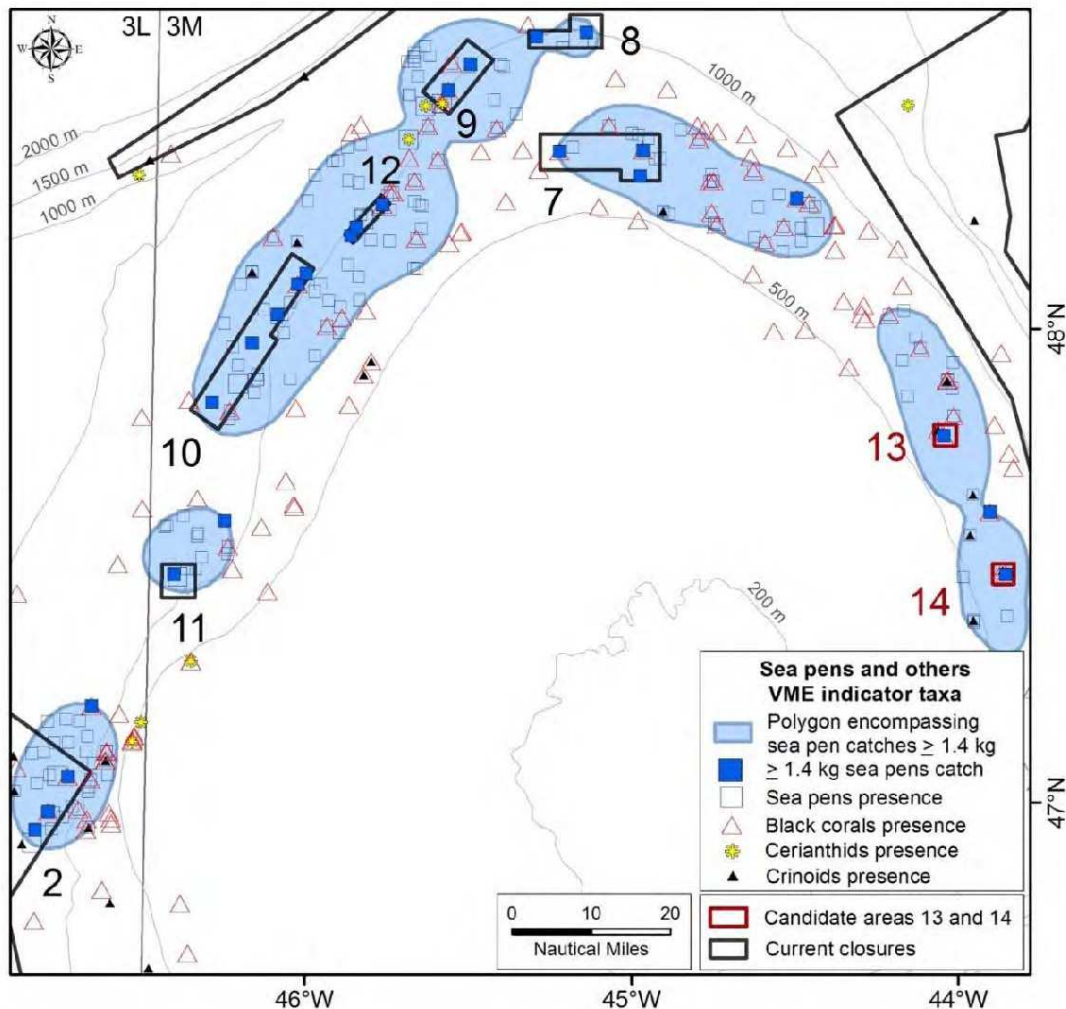 3L 3M
N
W E
S
8
1000 m
2000 m
1500 m
1000 m
9
12
7
500 m
48°N
10
13
11
14
200 m
Sea pens and others
VME indicator taxa
Polygon encompassing
sea pen catches ≥ 1.4 kg
≥ 1.4 kg sea pens catch
Sea pens presence
Black corals presence
Cerianthids presence
Crinoids presence
47°N
2
0 10 20
Nautical Miles
Candidate areas 13 and 14
Current closures
46°W 45°W 44°W